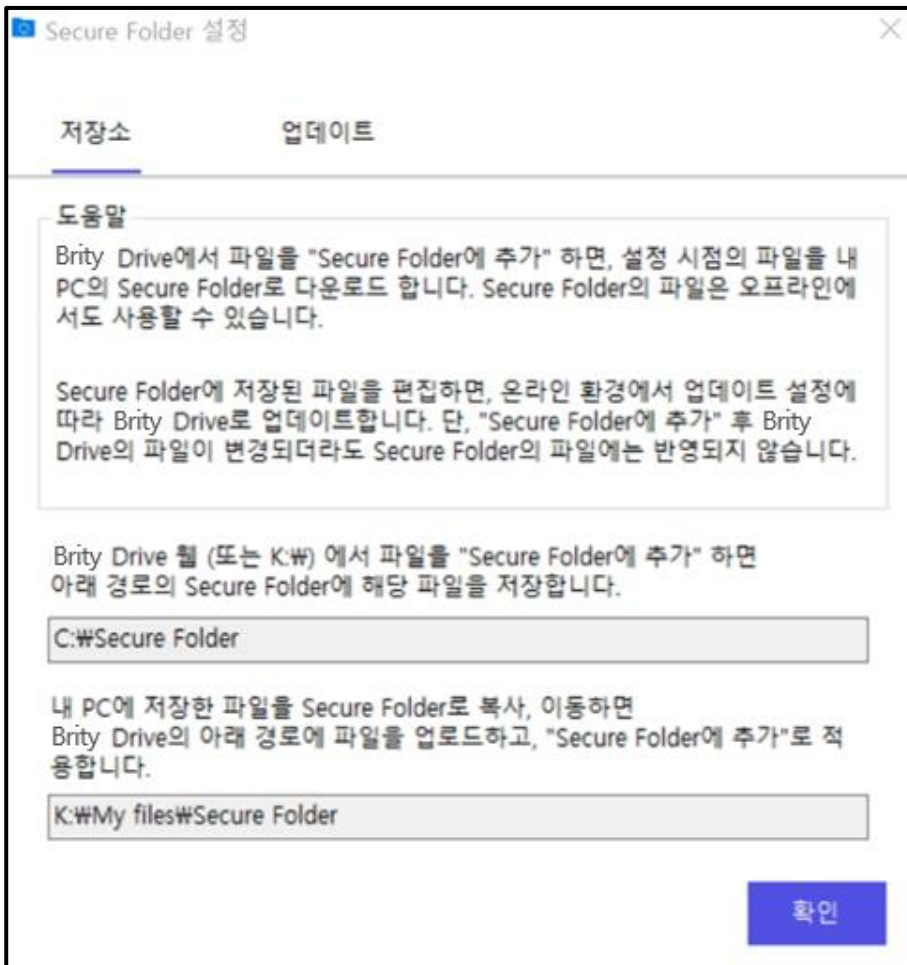 Secure Folder 설정
저장소 업데이트
도움말
Brity Drive에서 파일을 "Secure Folder에 추가" 하면, 설정 시점의 파일을 내
PC의 Secure Folder로 다운로드 합니다. Secure Folder의 파일은 오프라인에
서도 사용할 수 있습니다.
Secure Folder에 저장된 파일을 편집하면, 온라인 환경에서 업데이트 설정에
따라 Brity Drive로 업데이트합니다. 단, "Secure Folder에 추가" 후 Brity
Drive의 파일이 변경되더라도 Secure Folder의 파일에는 반영되지 않습니다.
Brity Drive 웹 (또는 K:₩) 에서 파일을 "Secure Folder에 추가" 하면
아래 경로의 Secure Folder에 해당 파일을 저장합니다.
C:₩Secure Folder
내 PC에 저장한 파일을 Secure Folder로 복사, 이동하면
Brity Drive의 아래 경로에 파일을 업로드하고, "Secure Folder에 추가"로 적
용합니다.
K:₩My files₩Secure Folder
확인